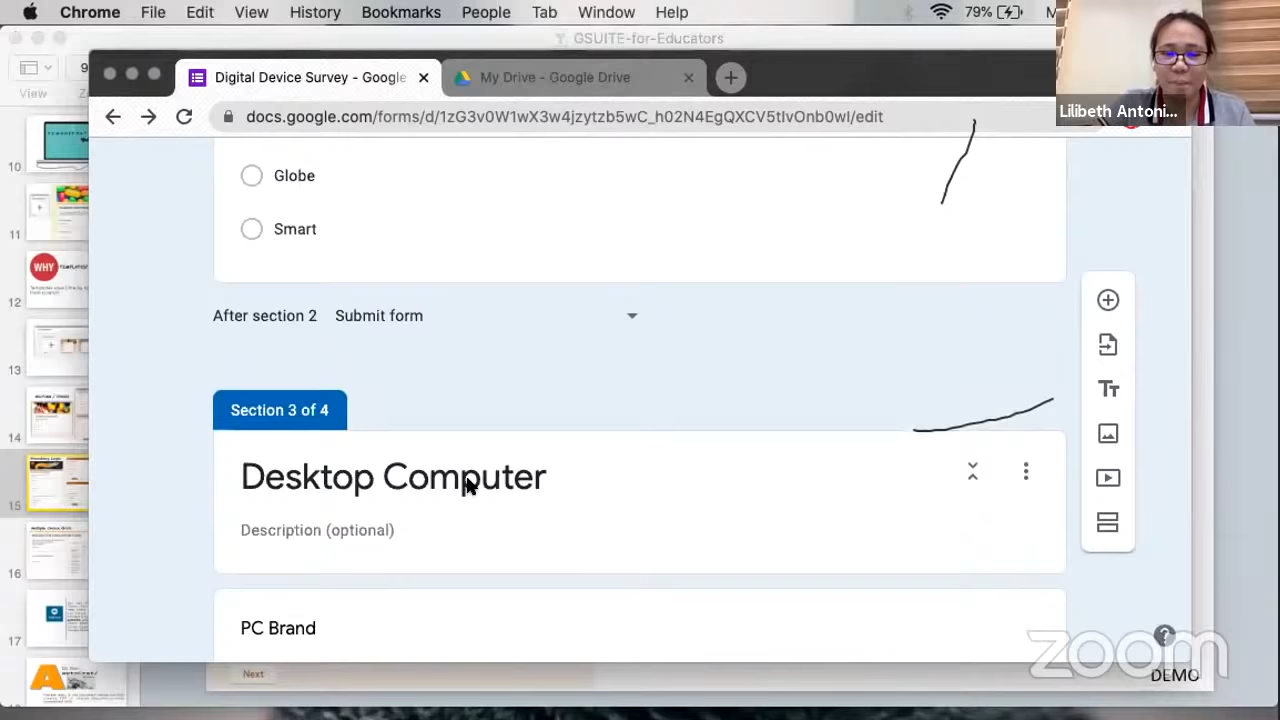 Chrome File Edit View History Bookmarks People Tab Window Help 79% M
GSUITE-for-Educators
Digital Device Survey - Google
My Drive - Google Drive
View
docs.google.com/forms/d/1zG3v0W1wX3w4jzytzb5wC_h02N4EgQXCV5tIvOnb0wI/edit
Lilibeth Antoni...
Globe
Smart
After section 2 Submit form
Section 3 of 4
Desktop Computer
Description (optional)
PC Brand
Next
10
11
12
WHY
13
14
15
16
17
A
zoom
DEMO